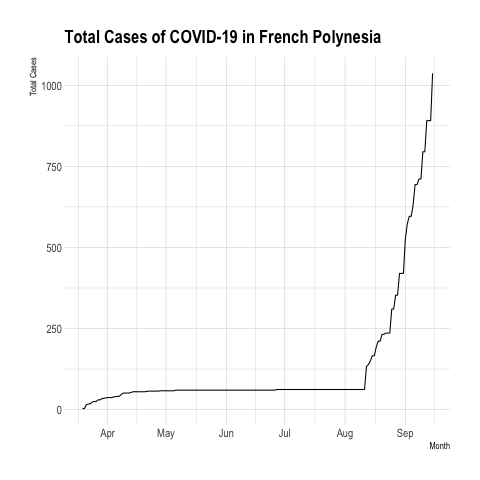 Total Cases of COVID-19 in French Polynesia
Total Cases
1000
750
500
250
0
Apr May Jun Jul Aug Sep
Month